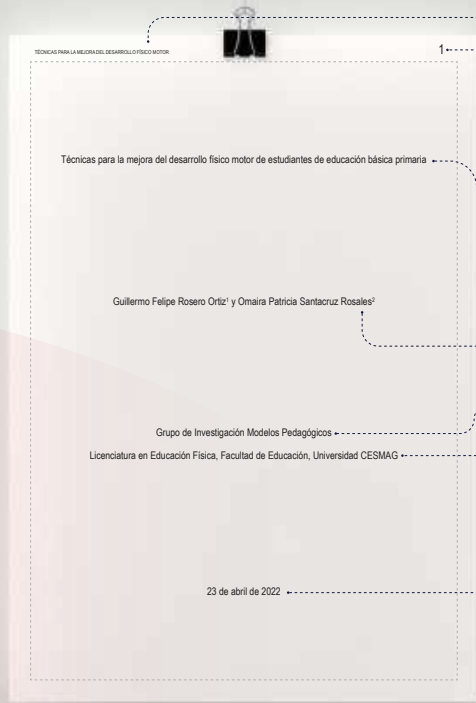 TÉCNICAS PARA LA MEJORA DEL DESARROLLO FÍSICO MOTOR
1
Técnicas para la mejora del desarrollo físico motor de estudiantes de educación básica primaria
Guillermo Felipe Rosero Ortiz¹ y Omaira Patricia Santacruz Rosales²
Grupo de Investigación Modelos Pedagógicos
Licenciatura en Educación Física, Facultad de Educación, Universidad CESMAG
23 de abril de 2022